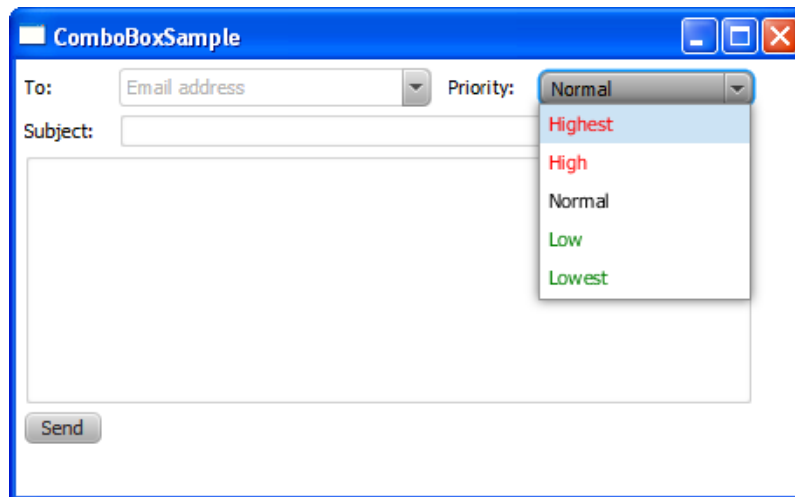 ComboBoxSample
To: Email address Priority: Normal
Subject: Highest
High
Normal
Low
Lowest
Send